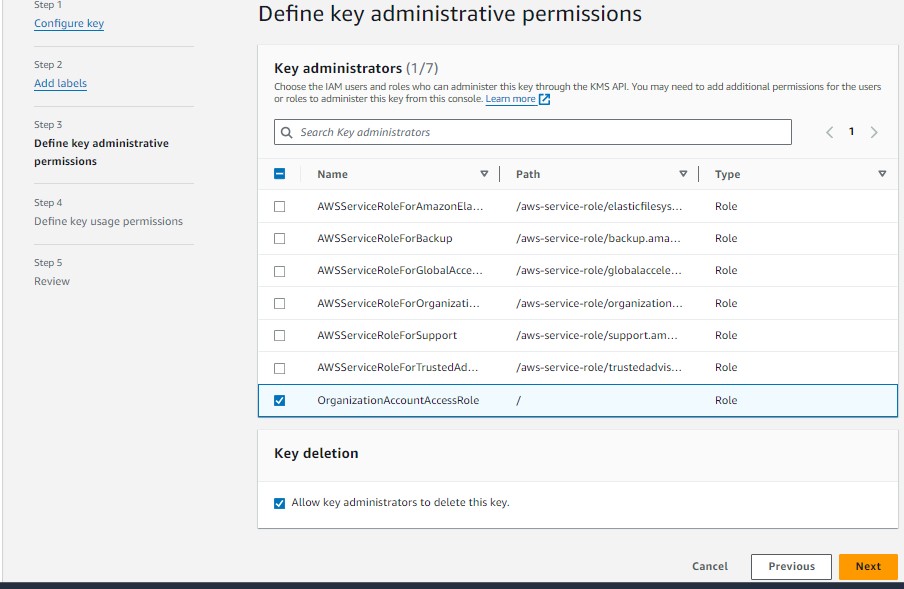 Step 1
Configure key
Step 2
Add labels
Step 3
Define key administrative
permissions
Step 4
Define key usage permissions
Step 5
Review
Define key administrative permissions
Key administrators (1/7)
Choose the IAM users and roles who can administer this key through the KMS API. You may need to add additional permissions for the users
or roles to administer this key from this console. Learn more
Search Key administrators
1
Name Path Type
AWSServiceRoleForAmazonEla... /aws-service-role/elasticfilesys... Role
AWSServiceRoleForBackup /aws-service-role/backup.ama... Role
AWSServiceRoleForGlobalAcce... /aws-service-role/globalaccele... Role
AWSServiceRoleForOrganizati... /aws-service-role/organization... Role
AWSServiceRoleForSupport /aws-service-role/support.am... Role
AWSServiceRoleForTrustedAd... /aws-service-role/trustedadvis... Role
OrganizationAccountAccessRole / Role
Key deletion
Allow key administrators to delete this key.
Cancel Previous Next